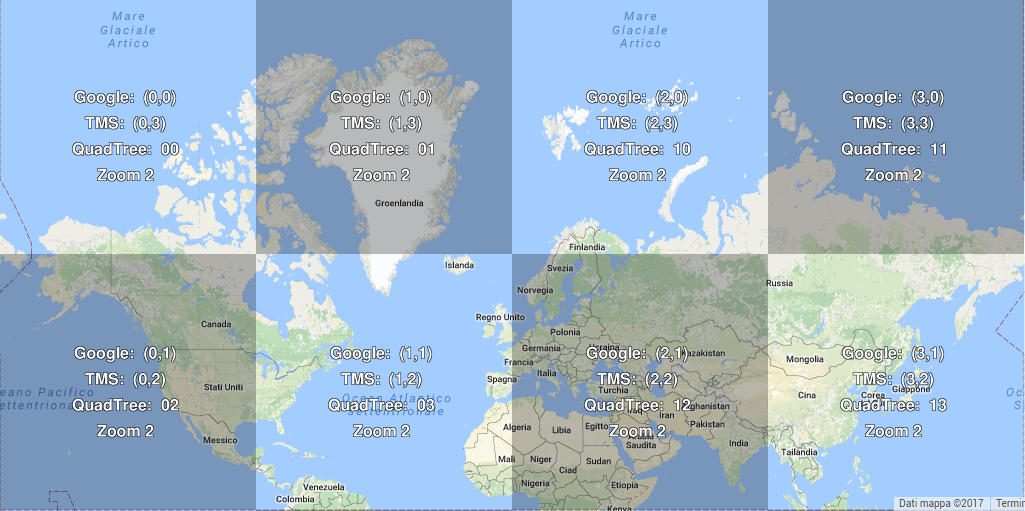 Mare
Glaciale
Artico
Mare
Glaciale
Artico
Google: (0,0)
TMS: (0,3)
QuadTree: 00
Zoom 2
Google: (1,0)
TMS: (1,3)
QuadTree: 01
Zoom 2
Google: (2,0)
TMS: (2,3)
QuadTree: 10
Zoom 2
Google: (3,0)
TMS: (3,3)
QuadTree: 11
Zoom 2
Groenlandia
Finlandia
Islanda
Svezia
Norvegia
Russia
Regno Unito
Canada
Polonia
Germania
Ucraina
Francia
Kazakistan
Mongolia
Google: (0,1)
TMS: (0,2)
QuadTree: 02
Zoom 2
Google: (1,1)
TMS: (1,2)
QuadTree: 03
Zoom 2
Google: (2,1)
TMS: (2,2)
QuadTree: 12
Zoom 2
Google: (3,1)
TMS: (3,2)
QuadTree: 13
Zoom 2
Italia
Spagna
Stati Uniti
Turchia
Cina
Corea
Giappone
eano Pacifico
ettentriona
Oceano Atlantico
settentrionale
Iraq
Iran
Afghanistan
Pakistan
Algeria
Libia
Egitto
Saudita
India
Messico
Mali
Niger
Ciad
Sudan
Tailandia
Nigeria
Etiopia
Venezuela
Colombia
Kenya
Oc
S
Dati mappa ©2017
Termin